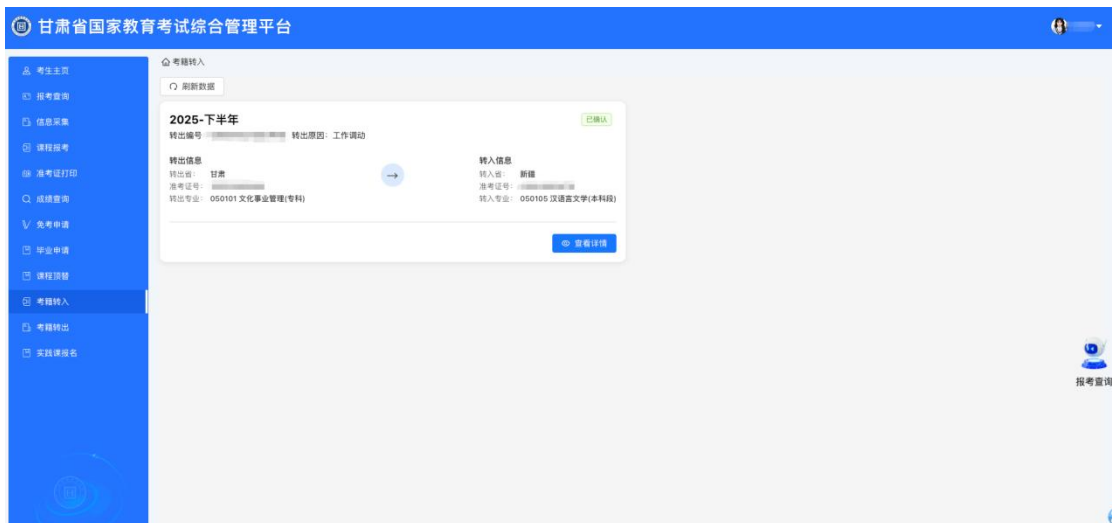 甘肃省国家教育考试综合管理平台
考生主页
报考查询
信息采集
课程报考
准考证打印
成绩查询
免考申请
毕业申请
课程顶替
考籍转入
考籍转出
实践课报名
考籍转入
刷新数据
2025-下半年
已确认
转出编号 转出原因: 工作调动
转出信息
转出省: 甘肃
准考证号:
转出专业: 050101 文化事业管理(专科)
转入信息
转入省: 新疆
准考证号:
转入专业: 050105 汉语言文学(本科段)
查看详情
报考查询